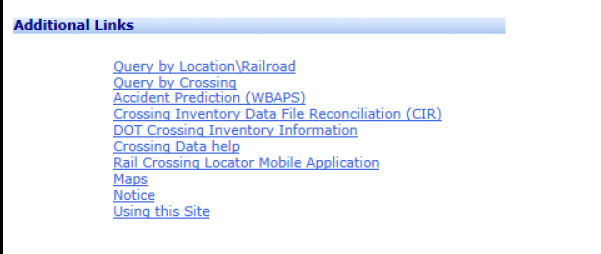 Additional Links
Query by Location\Railroad
Query by Crossing
Accident Prediction (WBAPS)
Crossing Inventory Data File Reconciliation (CIR)
DOT Crossing Inventory Information
Crossing Data help
Rail Crossing Locator Mobile Application
Maps
Notice
Using this Site